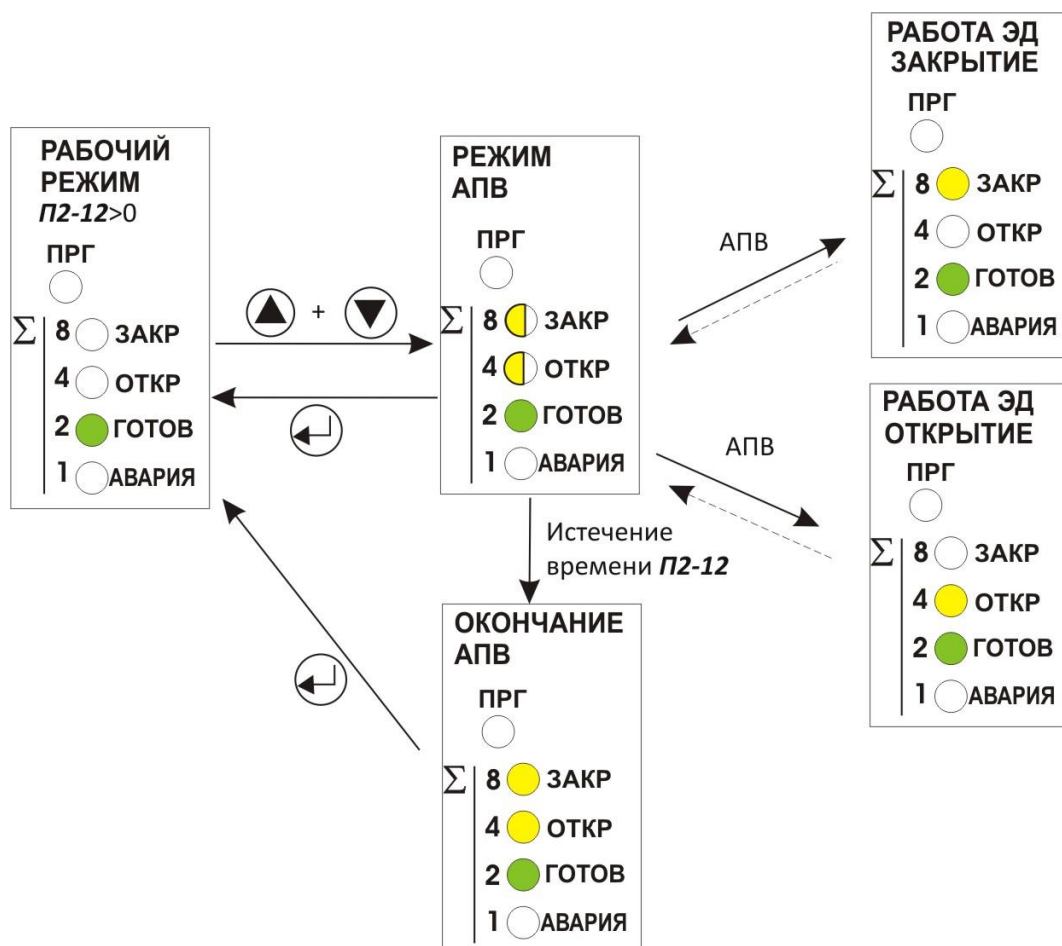 РАБОЧИЙ
РЕЖИМ
П2-12>0
ПРГ
Σ
8 ЗАКР
4 ОТКР
2 ГОТОВ
1 АВАРИЯ
+
РЕЖИМ
АПВ
ПРГ
Σ
8 ЗАКР
4 ОТКР
2 ГОТОВ
1 АВАРИЯ
АПВ
РАБОТА ЭД
ЗАКРЫТИЕ
ПРГ
Σ
8 ЗАКР
4 ОТКР
2 ГОТОВ
1 АВАРИЯ
АПВ
РАБОТА ЭД
ОТКРЫТИЕ
ПРГ
Σ
8 ЗАКР
4 ОТКР
2 ГОТОВ
1 АВАРИЯ
Истечение
времени П2-12
ОКОНЧАНИЕ
АПВ
ПРГ
Σ
8 ЗАКР
4 ОТКР
2 ГОТОВ
1 АВАРИЯ